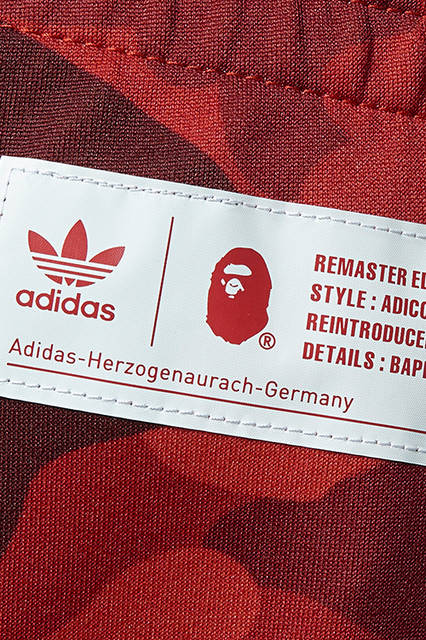 adidas
®
Adidas-Herzogenaurach-Germany
REMASTER
STYLE :
DETAILS :